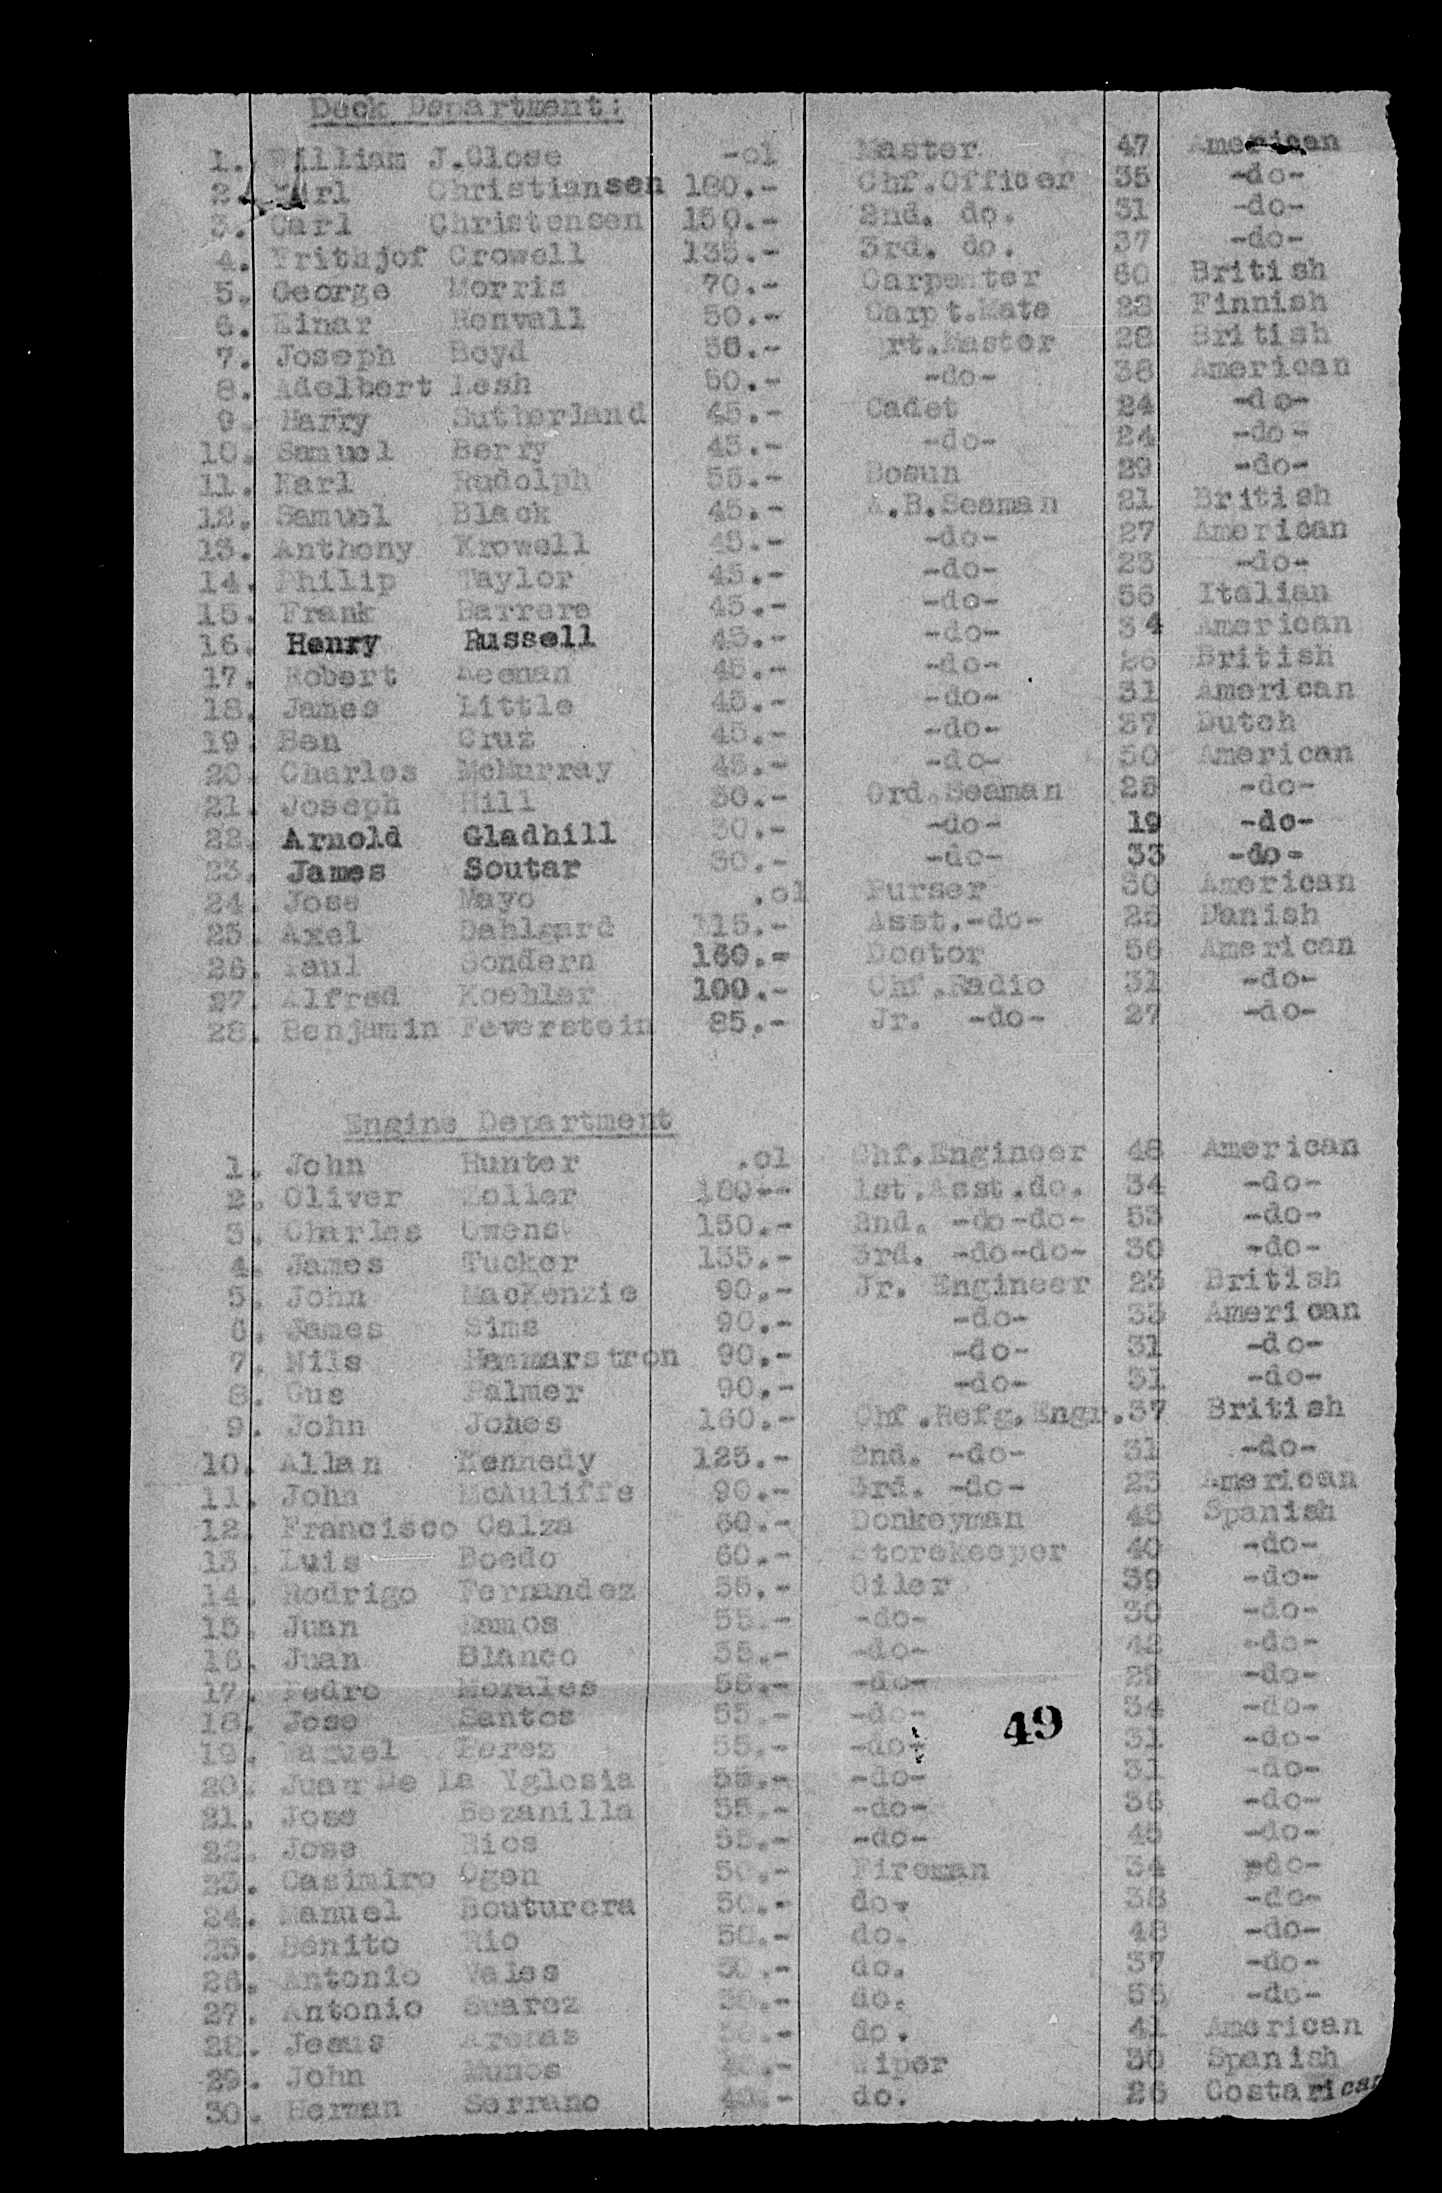 Deck Department:
1. William J.Close -ol Master 47 American
2. Karl Christiansen 180.- Chf.Officer 35 -do-
3. Carl Christensen 150.- 2nd. do. 31 -do-
4. Frithjof Crowell 135.- 3rd. do. 37 -do-
5. George Morris 70.- Carpenter 60 British
6. Einar Renvall 50.- Carpt.Mate 28 Finnish
7. Joseph Boyd 50.- Qrt.Master 28 British
8. Adelbert Lesh 50.- -do- 38 American
9. Harry Sutherland 45.- Cadet 24 -do-
10. Samuel Berry 45.- -do- 24 -do-
11. Karl Rudolph 55.- Bosun 29 -do-
12. Samuel Black 45.- A.B.Seaman 21 British
13. Anthony Krowell 45.- -do- 27 American
14. Philip Taylor 45.- -do- 23 -do-
15. Frank Barrere 45.- -do- 56 Italian
16. Henry Russell 45.- -do- 34 American
17. Robert Keenan 45.- -do- 26 British
18. James Little 45.- -do- 31 American
19. Ben Cruz 45.- -do- 37 Dutch
20. Charles McMurray 45.- -do- 50 American
21. Joseph Hill 30.- Ord.Seaman 28 -do-
22. Arnold Gladhill 30.- -do- 19 -do-
23. James Soutar 30.- -do- 33 -do-
24. Jose Mayo .ol Purser 30 American
25. Axel Dahlgard 115.- Asst.-do- 25 Danish
26. Paul Sondern 160.- Doctor 56 American
27. Alfred Koehler 100.- Chf.Radio 31 -do-
28. Benjamin Feverstein 85.- Jr. -do- 27 -do-
Engine Department
1. John Hunter .ol Chf.Engineer 48 American
2. Oliver Zoller 180-- 1st.Asst.do. 34 -do-
3. Charles Owens 150.- 2nd. -do-do- 53 -do-
4. James Tucker 135.- 3rd. -do-do- 30 -do-
5. John MacKenzie 90.- Jr. Engineer 23 British
6. James Sims 90.- -do- 33 American
7. Nils Hammarstron 90.- -do- 31 -do-
8. Gus Palmer 90.- -do- 31 -do-
9. John Jones 160.- Chf.Refg.Engr.37 British
10. Allan Kennedy 125.- 2nd. -do- 31 -do-
11. John McAuliffe 90.- 3rd. -do- 23 American
12. Francisco Calza 60.- Donkeyman 45 Spanish
13. Luis Boedo 60.- Storekeeper 40 -do-
14. Rodrigo Fernandez 55.- Oiler 39 -do-
15. Juan Ramos 55.- -do- 30 -do-
16. Juan Blanco 55.- -do- 42 -do-
17. Pedro Morales 55.- -do- 29 -do-
18. Jose Santos 55.- -do- 34 -do-
49
19. Manuel Perez 55.- -do- 31 -do-
20. Juan De La Yglesia 55.- -do- 31 -do-
21. Jose Bezanilla 55.- -do- 36 -do-
22. Jose Rios 55.- -do- 45 -do-
23. Casimiro Ogen 50.- Fireman 34 -do-
24. Manuel Bouturera 50.- do. 38 -do-
25. Benito Rio 50.- do. 48 -do-
26. Antonio Vales 50.- do. 37 -do-
27. Antonio Suarez 50.- do. 55 -do-
28. Jesus Arenas 50.- do. 41 American
29. John Munos Wiper 30 Spanish
30. Herman Serrano do. 26 Costarican